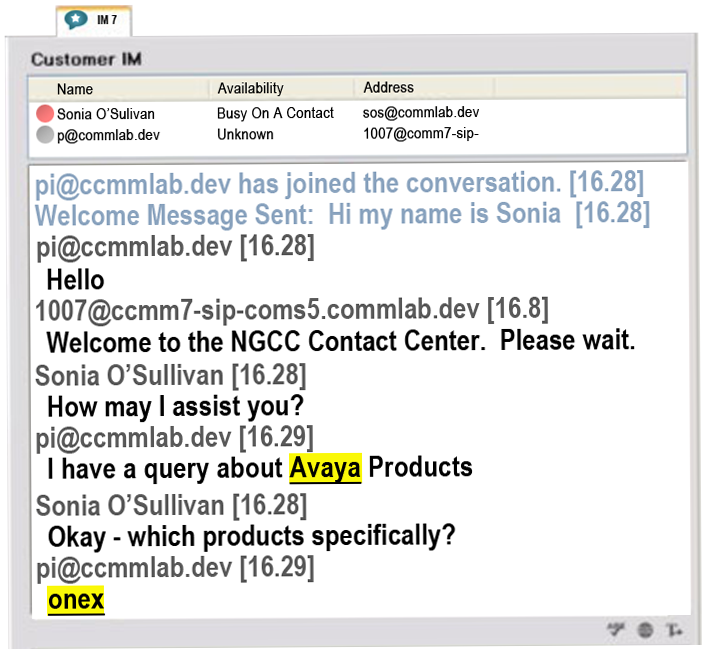 IM 7
Customer IM
Name Availability Address
Sonia O'Sulivan Busy On A Contact sos@commlab.dev
p@commlab.dev Unknown 1007@comm7-sip-
pi@ccmmlab.dev has joined the conversation. [16.28]
Welcome Message Sent:  Hi my name is Sonia  [16.28]
pi@ccmmlab.dev [16.28]
Hello
1007@ccmm7-sip-coms5.commlab.dev [16.8]
Welcome to the NGCC Contact Center.  Please wait.
Sonia O'Sullivan [16.28]
How may I assist you?
pi@ccmmlab.dev [16.29]
I have a query about Avaya Products
Sonia O'Sullivan [16.28]
Okay - which products specifically?
pi@ccmmlab.dev [16.29]
onex